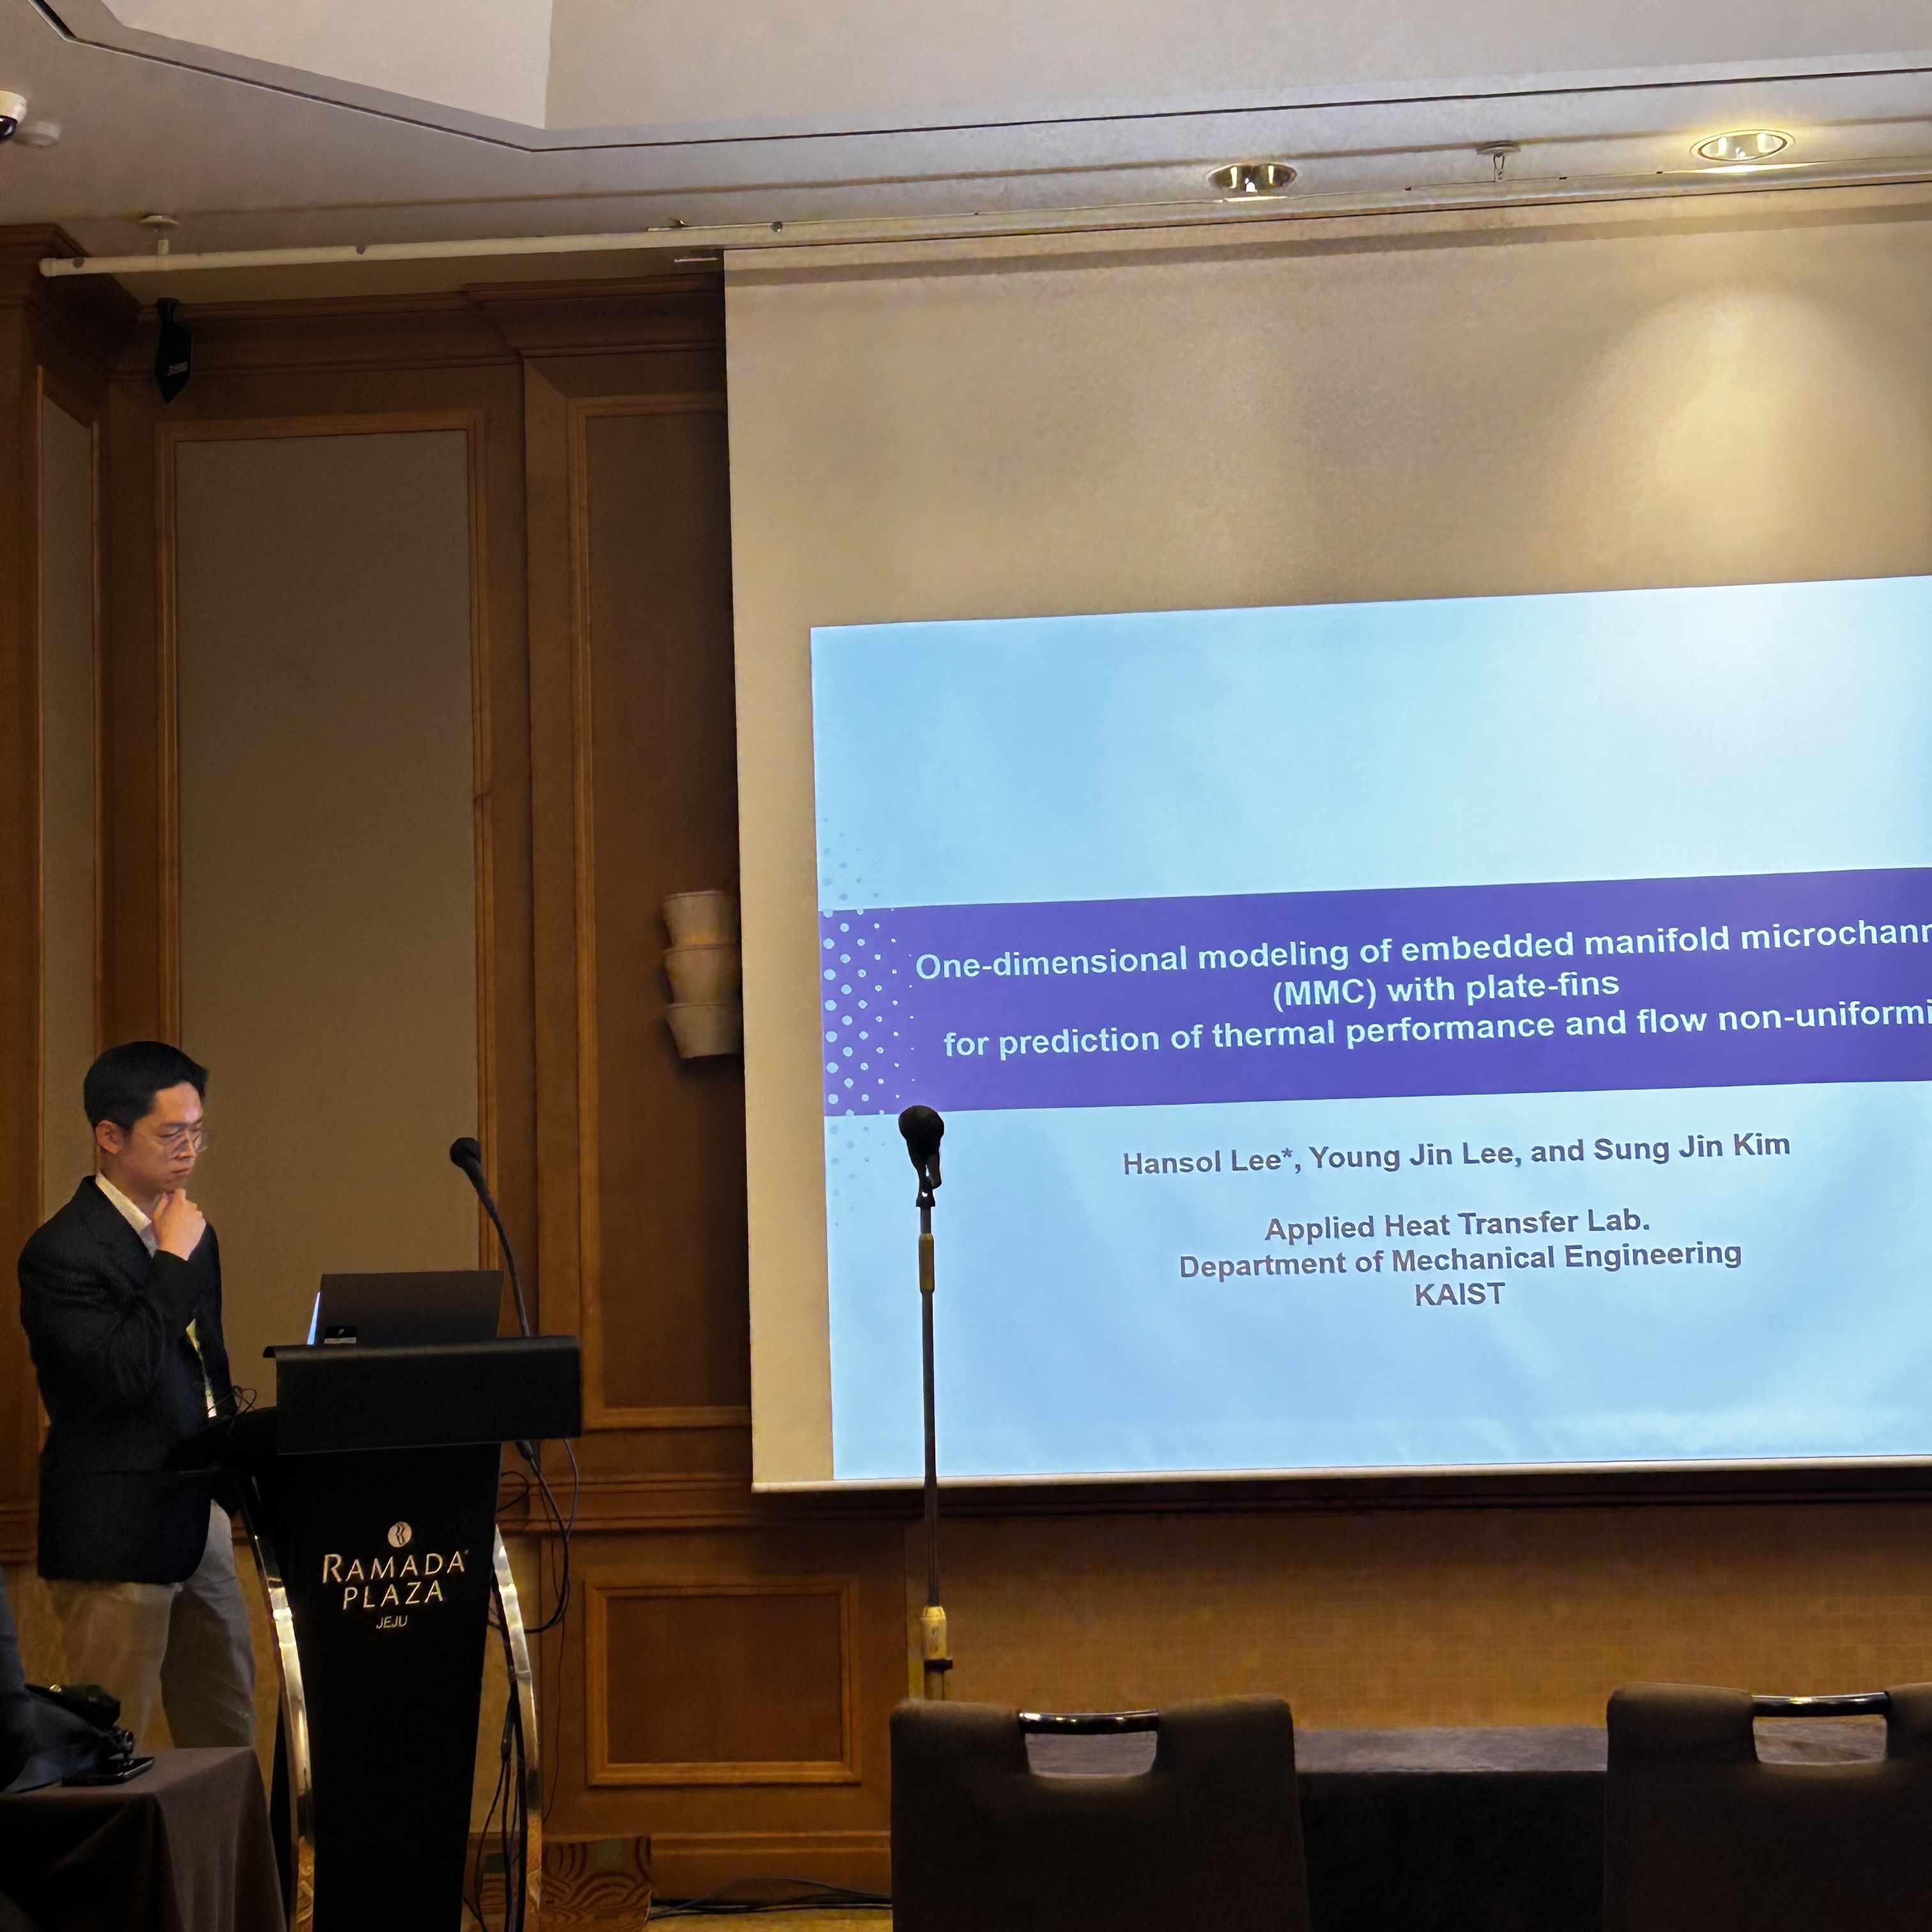 One-dimensional modeling of embedded manifold microchann
(MMC) with plate-fins
for prediction of thermal performance and flow non-uniformi
Hansol Lee*, Young Jin Lee, and Sung Jin Kim
Applied Heat Transfer Lab.
Department of Mechanical Engineering
KAIST
RAMADA
PLAZA
JEJU